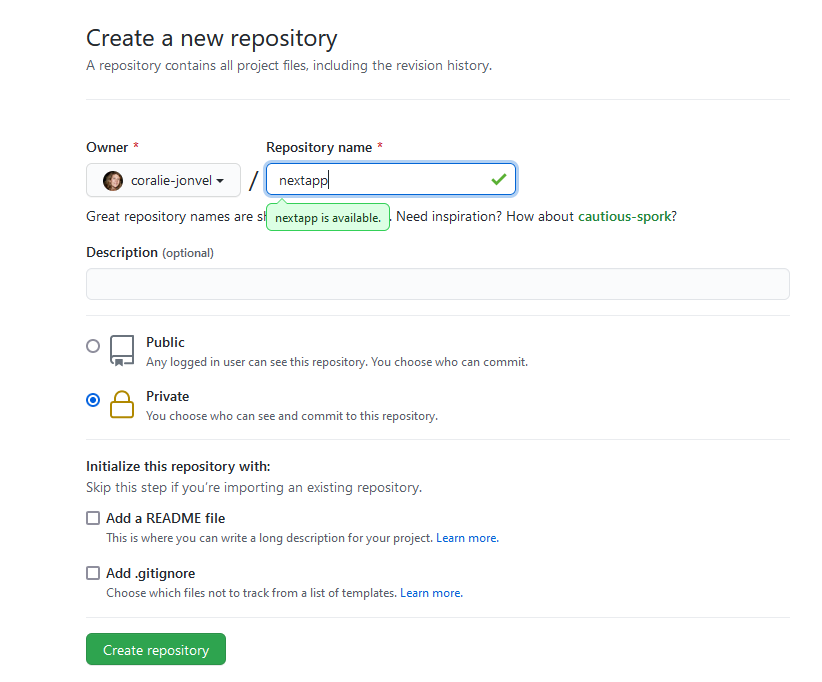 Create a new repository
A repository contains all project files, including the revision history.
Owner * Repository name *
coralie-jonvel / nextapp
Great repository names are sh . Need inspiration? How about cautious-spork?
nextapp is available.
Description (optional)
Public
Any logged in user can see this repository. You choose who can commit.
Private
You choose who can see and commit to this repository.
Initialize this repository with:
Skip this step if you're importing an existing repository.
Add a README file
This is where you can write a long description for your project. Learn more.
Add .gitignore
Choose which files not to track from a list of templates. Learn more.
Create repository